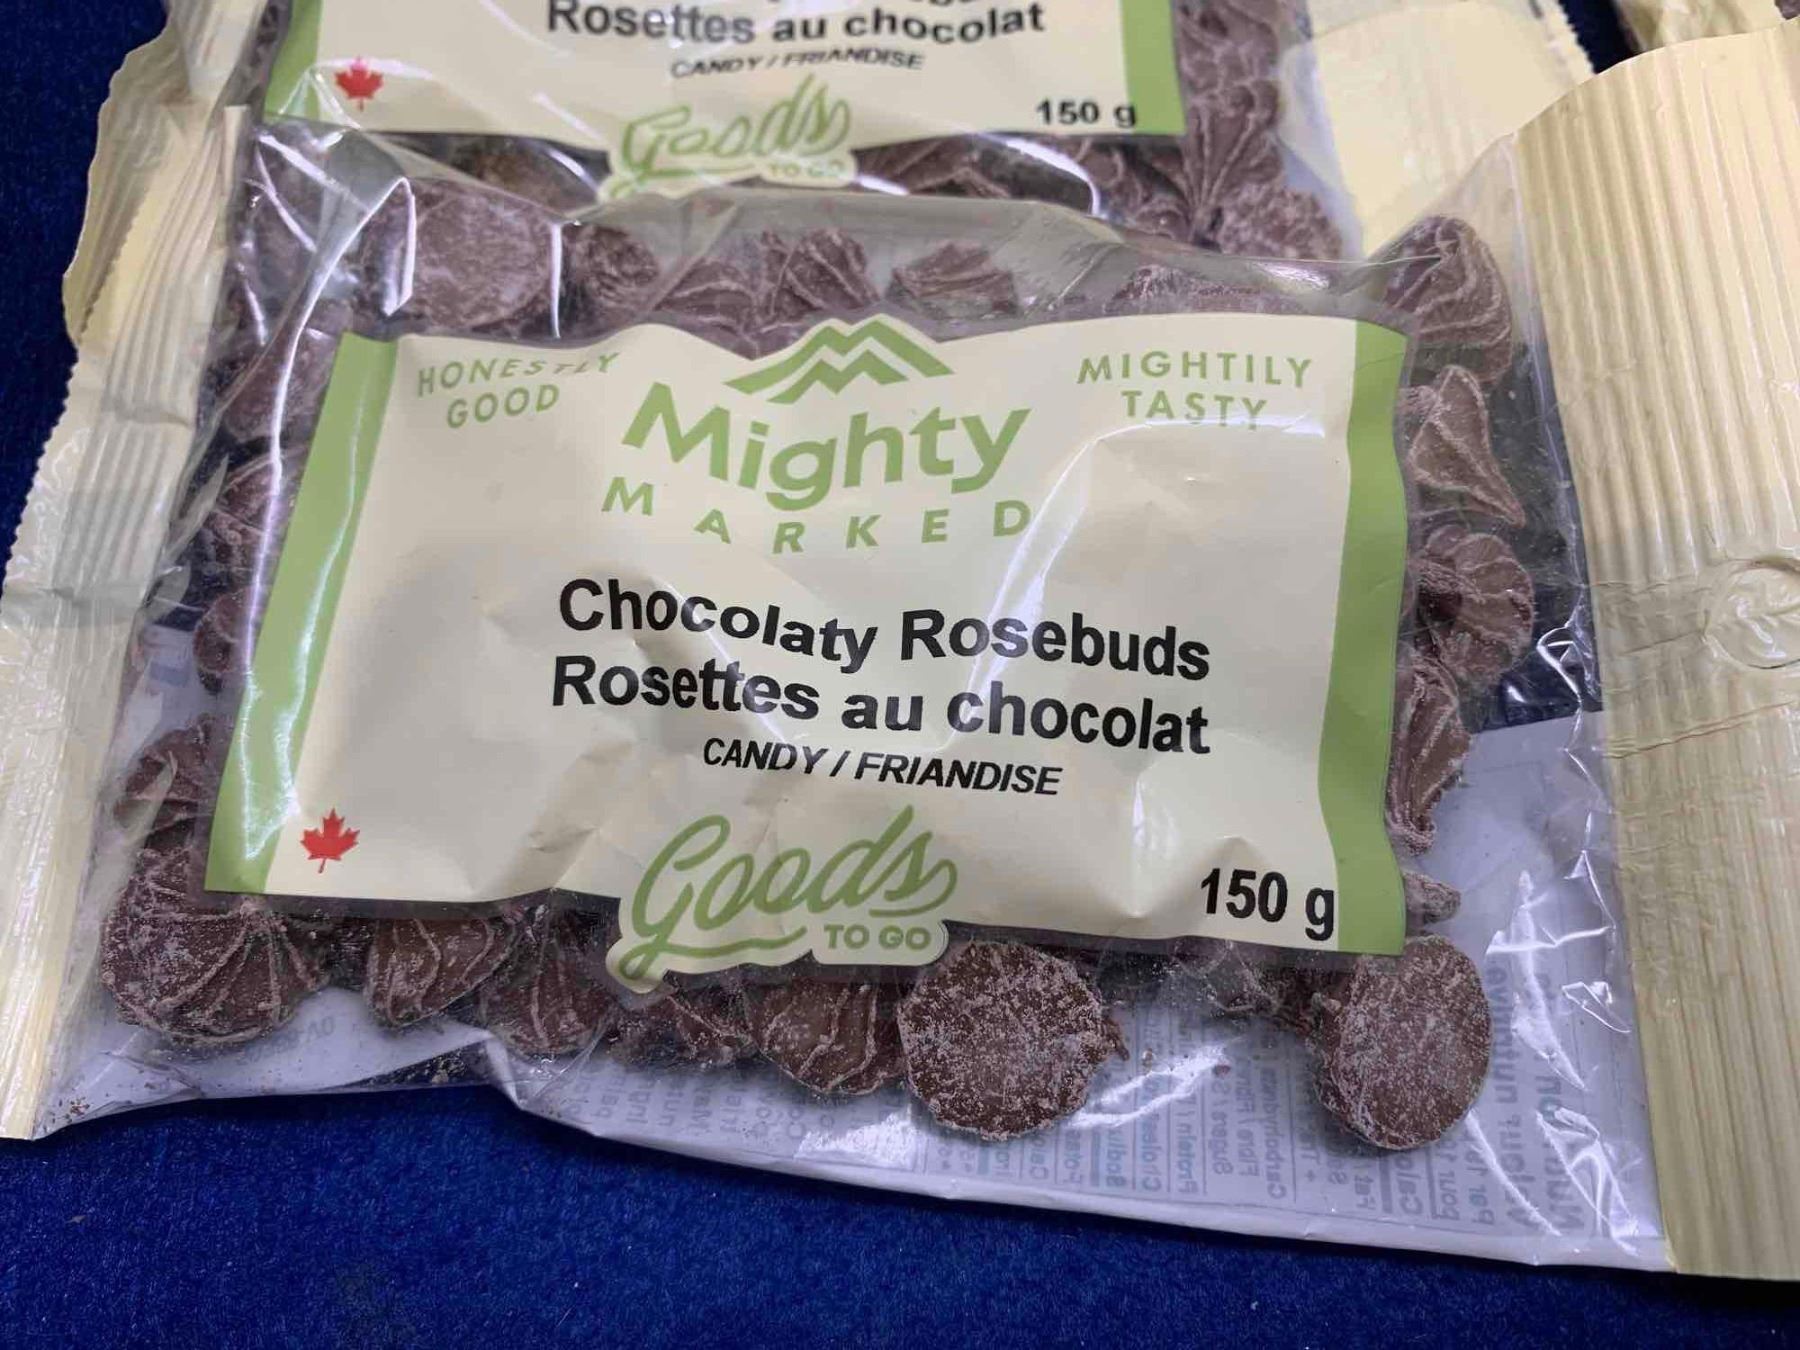 Rosettes au chocolat
CANDY / FRIANDISE
Goods
TO GO
150 g
HONESTLY
GOOD
Mighty
MARKED
MIGHTILY
TASTY
Chocolaty Rosebuds
Rosettes au chocolat
CANDY / FRIANDISE
Goods
TO GO
150 g